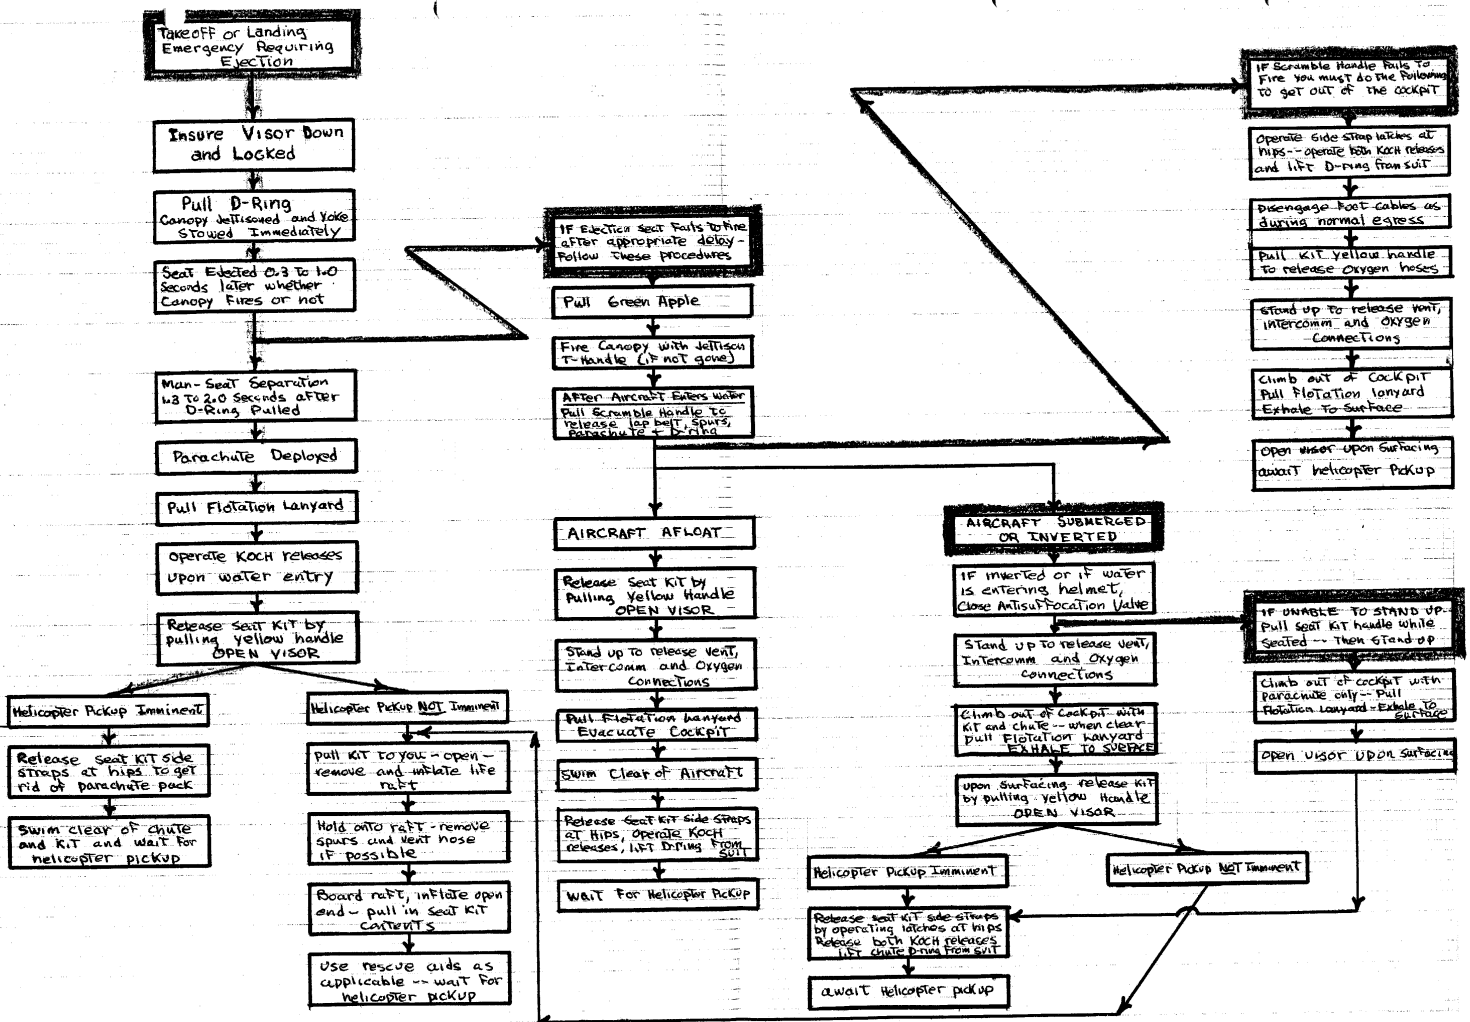 Takeoff or Landing
Emergency Requiring
Ejection
Insure Visor Down
and Locked
Pull D-Ring
Canopy Jettisoned and Yoke
Stowed Immediately
Seat Ejected 0.3 to 1.0
Seconds later whether
Canopy Fires or not
Man-Seat Separation
1.3 to 2.0 seconds after
D-Ring Pulled
Parachute Deployed
Pull Flotation Lanyard
Operate KOCH releases
upon water entry
Release Seat Kit by
pulling yellow handle
OPEN VISOR
Helicopter Pickup Imminent
Release Seat Kit side
straps at hips to get
rid of parachute pack
Swim clear of chute
and Kit and wait for
helicopter pickup
Helicopter Pickup NOT Imminent
Pull Kit to you - open -
remove and inflate life
raft
Hold onto raft - remove
spurs and vent hose
if possible
Board raft, inflate open
end - pull in Seat Kit
contents
Use rescue aids as
applicable -- wait for
helicopter pickup
IF Ejection Seat Fails to Fire
after appropriate delay -
Follow These procedures
Pull Green Apple
Fire Canopy with Jettison
T-Handle (if not gone)
After Aircraft Enters Water
Pull Scramble Handle to
release lap belt, Spurs,
Parachute + D-ring
AIRCRAFT AFLOAT
Release Seat Kit by
Pulling Yellow Handle
OPEN VISOR
Stand up to release vent,
Intercomm and Oxygen
connections
Pull Flotation Lanyard
Evacuate Cockpit
Swim Clear of Aircraft
Release Seat Kit Side Straps
at Hips, Operate KOCH
releases, lift D-ring From
Suit
Wait For Helicopter Pickup
AIRCRAFT SUBMERGED
OR INVERTED
IF inverted or if water
is entering helmet,
Close Antisuffocation Valve
Stand up to release vent,
Intercomm and Oxygen
connections
Climb out of Cockpit with
Kit and chute -- when clear
pull Flotation Lanyard
EXHALE TO SURFACE
Upon Surfacing release Kit
by pulling yellow Handle
OPEN VISOR
Helicopter Pickup Imminent
Release seat Kit side straps
by operating latches at hips
Release both KOCH releases
lift chute D-ring From suit
await Helicopter pickup
Helicopter Pickup NOT Imminent
IF Scramble Handle Fails to
Fire you must do the Following
to get out of the cockpit
Operate Side Strap latches at
hips -- operate both KOCH releases
and lift D-ring from suit
Disengage Foot cables as
during normal egress
Pull Kit yellow handle
to release Oxygen hoses
Stand up to release vent,
intercomm and Oxygen
Connections
Climb out of Cockpit
Pull Flotation lanyard
Exhale to Surface
Open visor upon Surfacing
await helicopter Pickup
IF UNABLE TO STAND UP-
Pull seat Kit handle while
Seated -- Then Stand up
Climb out of cockpit with
parachute only -- Pull
Flotation Lanyard - Exhale to
Surface
Open visor upon surfacing